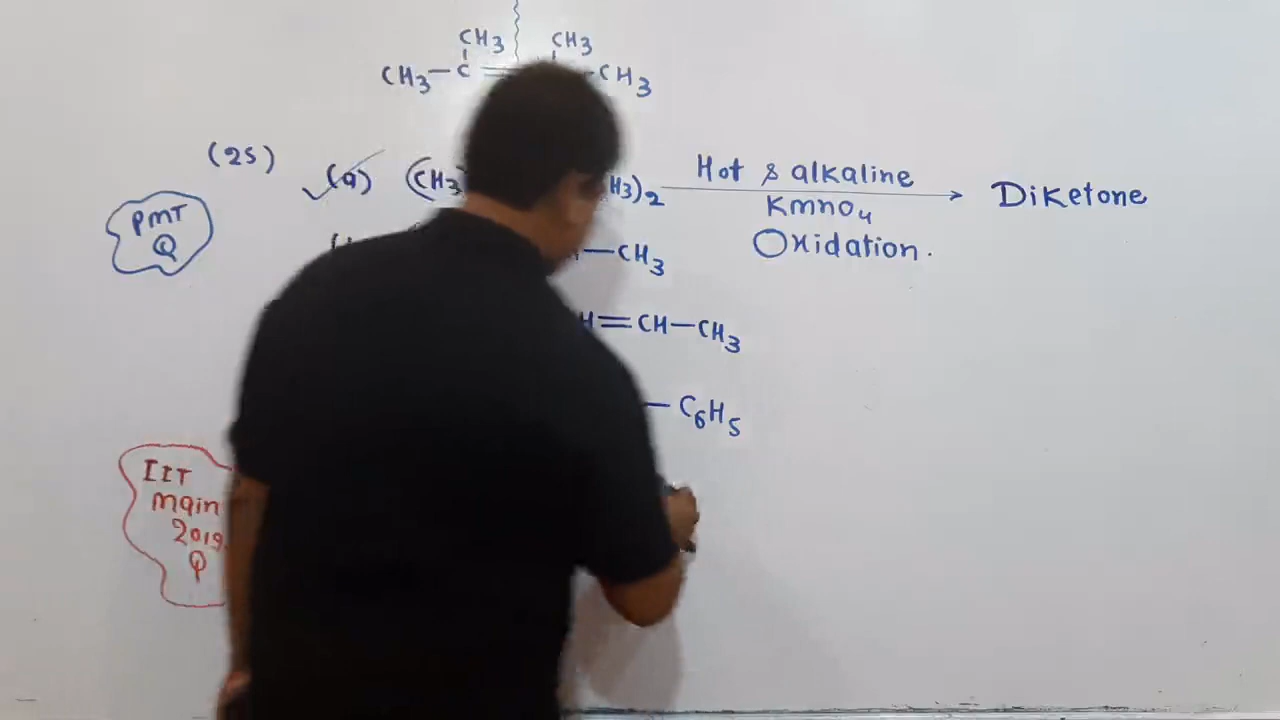 CH3 CH3
CH3—C = —CH3
(25) (a) (CH3 H3)2 Hot & alkaline Diketone
KmnO4
Oxidation.
PMT
Q
—CH3
H=CH—CH3
— C6H5
IIT
main
2019
Q